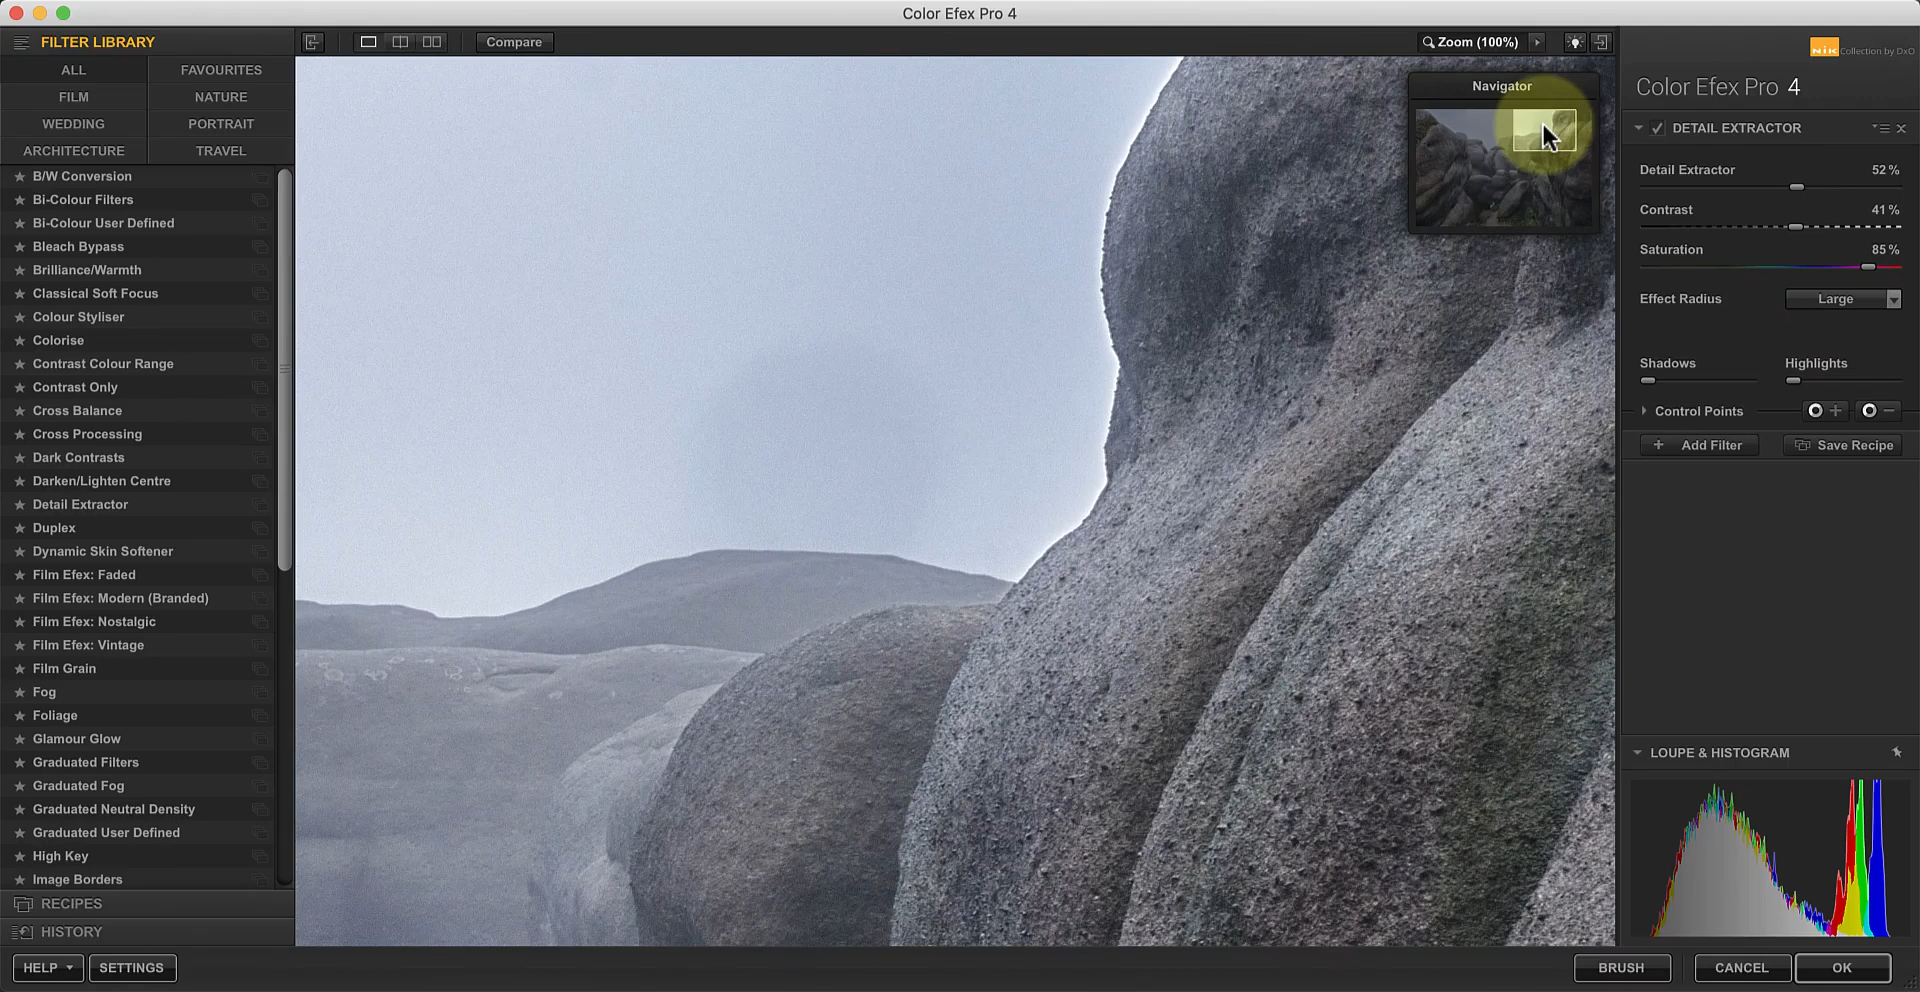 Color Efex Pro 4
FILTER LIBRARY
Compare
Zoom (100%)
Nik Collection by DxO
ALL
FAVOURITES
FILM
NATURE
WEDDING
PORTRAIT
ARCHITECTURE
TRAVEL
B/W Conversion
Bi-Colour Filters
Bi-Colour User Defined
Bleach Bypass
Brilliance/Warmth
Classical Soft Focus
Colour Styliser
Colorise
Contrast Colour Range
Contrast Only
Cross Balance
Cross Processing
Dark Contrasts
Darken/Lighten Centre
Detail Extractor
Duplex
Dynamic Skin Softener
Film Efex: Faded
Film Efex: Modern (Branded)
Film Efex: Nostalgic
Film Efex: Vintage
Film Grain
Fog
Foliage
Glamour Glow
Graduated Filters
Graduated Fog
Graduated Neutral Density
Graduated User Defined
High Key
Image Borders
RECIPES
HISTORY
HELP
SETTINGS
Navigator
Color Efex Pro 4
DETAIL EXTRACTOR
Detail Extractor 52%
Contrast 41%
Saturation 85%
Effect Radius Large
Shadows Highlights
Control Points
Add Filter
Save Recipe
LOUPE & HISTOGRAM
BRUSH
CANCEL
OK